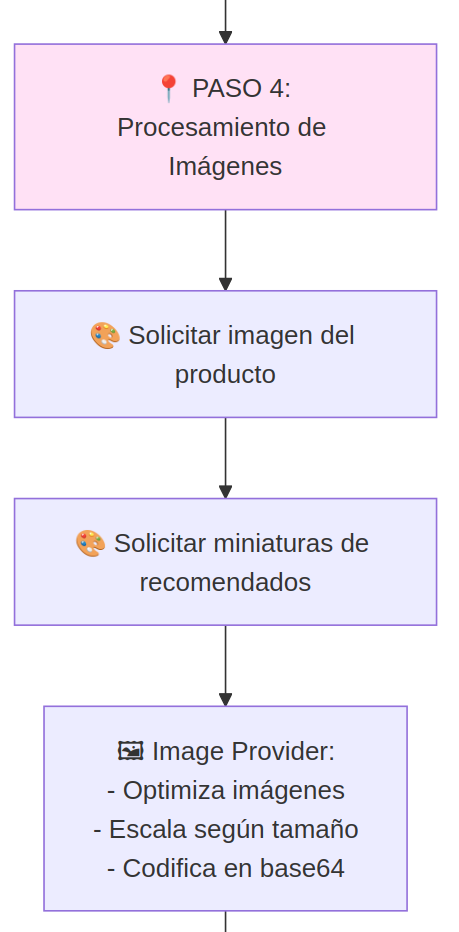 📍 PASO 4:
Procesamiento de
Imágenes
🎨 Solicitar imagen del
producto
🎨 Solicitar miniaturas de
recomendados
🖼 Image Provider:
- Optimiza imágenes
- Escala según tamaño
- Codifica en base64